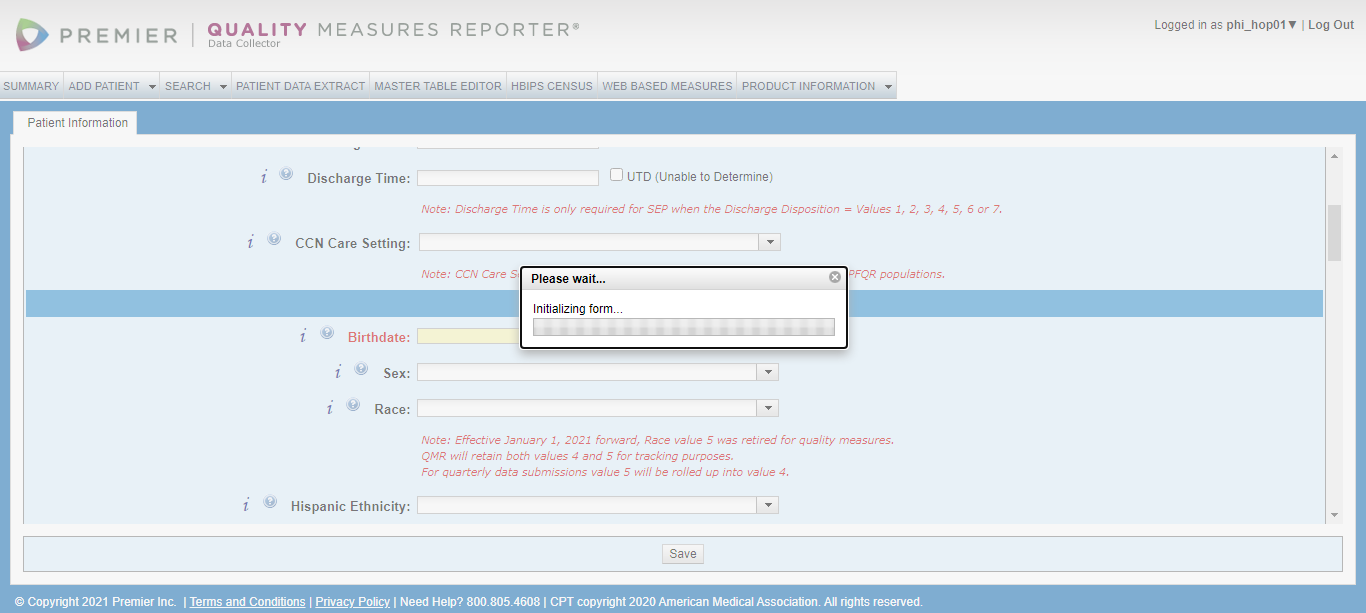 PREMIER | QUALITY MEASURES REPORTER®
Data Collector
Logged in as phi_hop01▼ | Log Out
SUMMARY ADD PATIENT SEARCH PATIENT DATA EXTRACT MASTER TABLE EDITOR HBIPS CENSUS WEB BASED MEASURES PRODUCT INFORMATION
Patient Information
i ? Discharge Time: UTD (Unable to Determine)
Note: Discharge Time is only required for SEP when the Discharge Disposition = Values 1, 2, 3, 4, 5, 6 or 7.
i ? CCN Care Setting:
Note: CCN Care S PFQR populations.
Please wait...
Initializing form...
i ? Birthdate:
i ? Sex:
i ? Race:
Note: Effective January 1, 2021 forward, Race value 5 was retired for quality measures.
QMR will retain both values 4 and 5 for tracking purposes.
For quarterly data submissions value 5 will be rolled up into value 4.
i ? Hispanic Ethnicity:
Save
© Copyright 2021 Premier Inc. | Terms and Conditions | Privacy Policy | Need Help? 800.805.4608 | CPT copyright 2020 American Medical Association. All rights reserved.